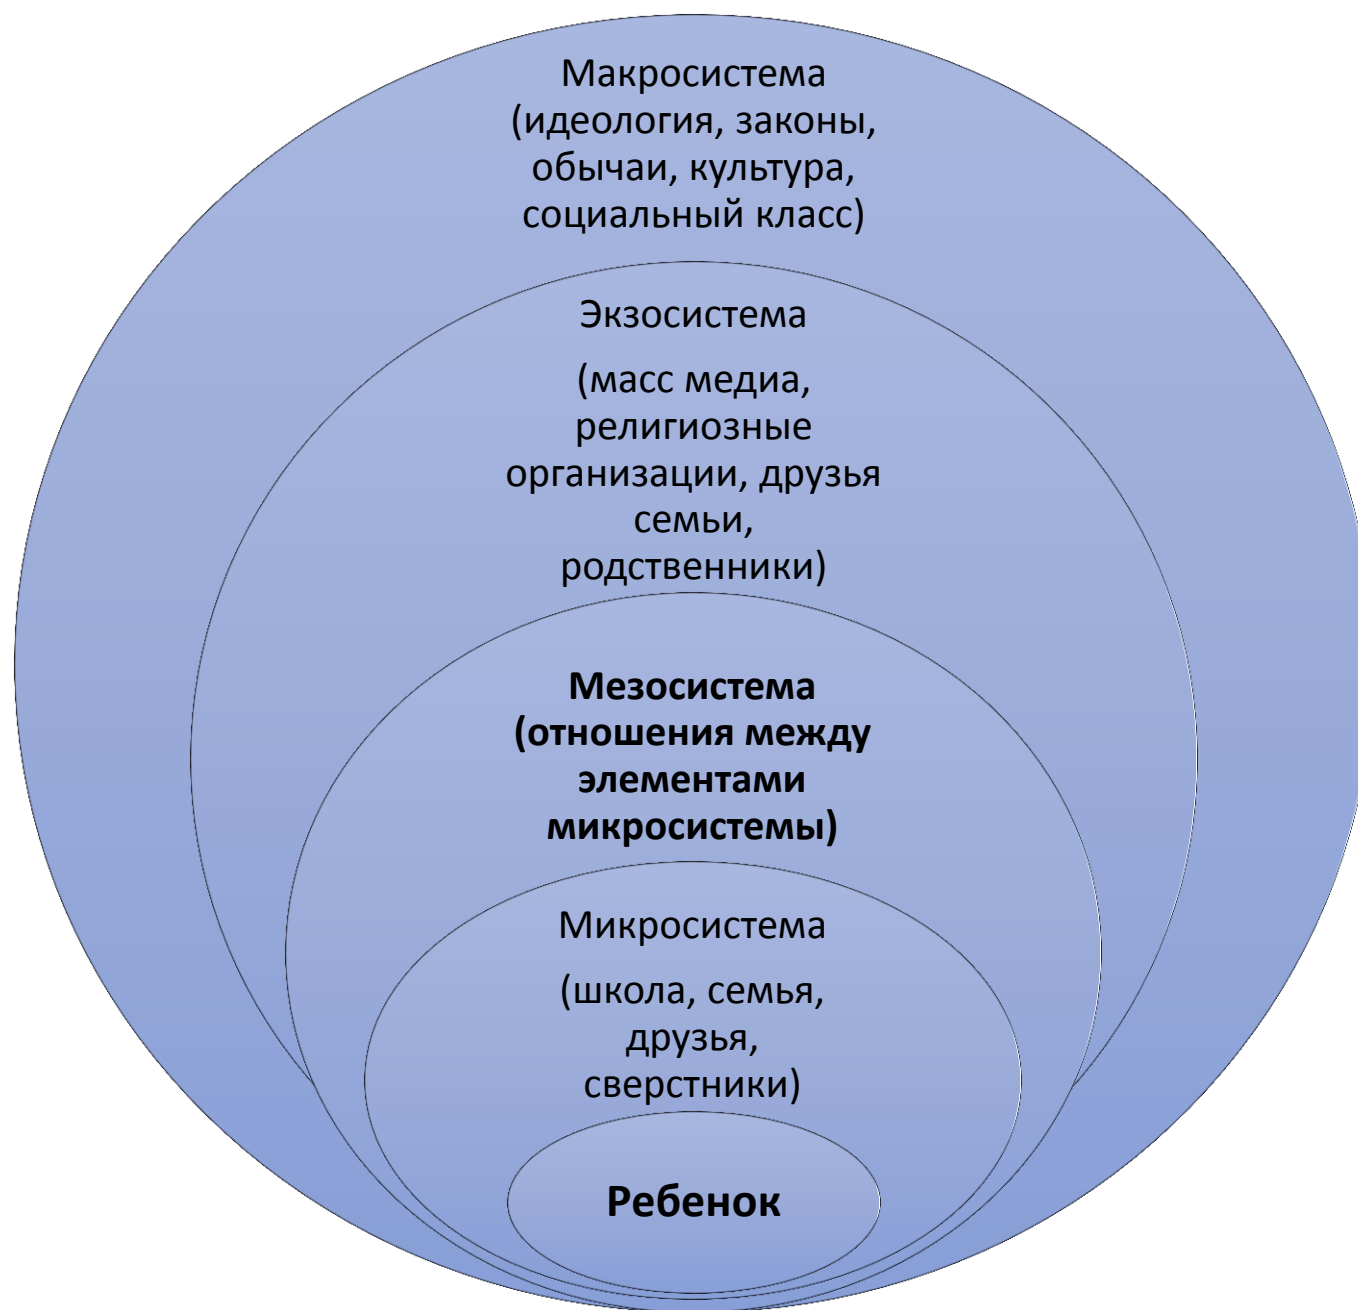 Макросистема
(идеология, законы,
обычаи, культура,
социальный класс)
Экзосистема
(масс медиа,
религиозные
организации, друзья
семьи,
родственники)
Мезосистема
(отношения между
элементами
микросистемы)
Микросистема
(школа, семья,
друзья,
сверстники)
Ребенок